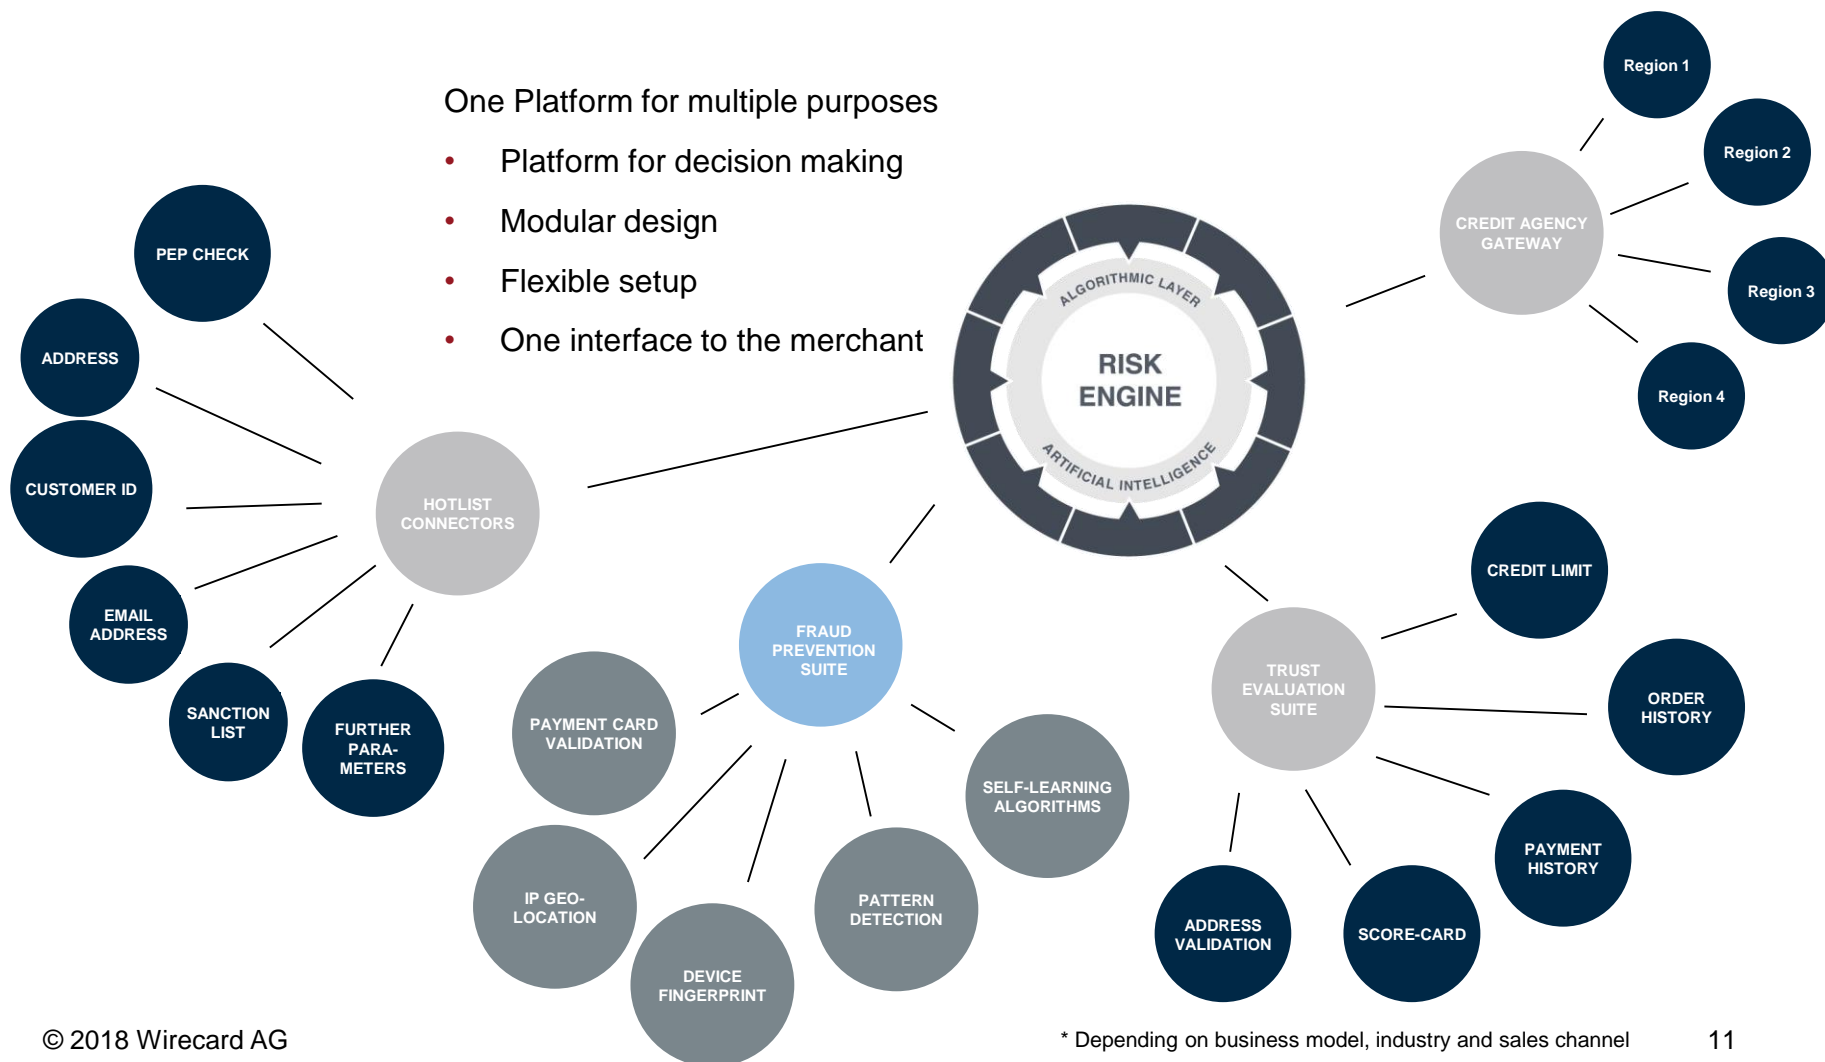 One Platform for multiple purposes
• Platform for decision making
• Modular design
• Flexible setup
• One interface to the merchant
PEP CHECK
ADDRESS
CUSTOMER ID
EMAIL
ADDRESS
SANCTION
LIST
FURTHER
PARA-
METERS
HOTLIST
CONNECTORS
ALGORITHMIC LAYER
RISK
ENGINE
ARTIFICIAL INTELLIGENCE
CREDIT AGENCY
GATEWAY
Region 1
Region 2
Region 3
Region 4
FRAUD
PREVENTION
SUITE
PAYMENT CARD
VALIDATION
IP GEO-
LOCATION
DEVICE
FINGERPRINT
PATTERN
DETECTION
SELF-LEARNING
ALGORITHMS
TRUST
EVALUATION
SUITE
CREDIT LIMIT
ORDER
HISTORY
PAYMENT
HISTORY
SCORE-CARD
ADDRESS
VALIDATION
© 2018 Wirecard AG
* Depending on business model, industry and sales channel
11